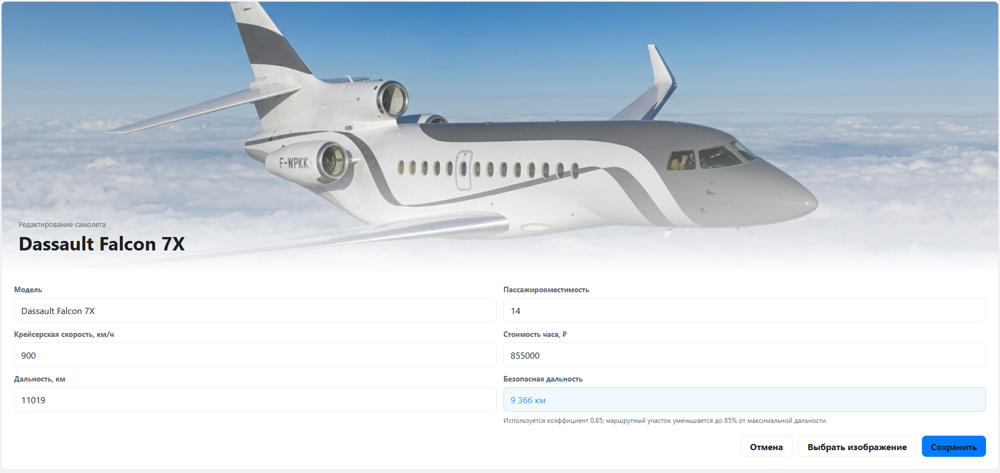 F-WPKK
Редактирование самолета
Dassault Falcon 7X
Модель
Пассажировместимость
Dassault Falcon 7X
14
Крейсерская скорость, км/ч
Стоимость часа, ₽
900
855000
Дальность, км
Безопасная дальность
11019
9 366 км
Используется коэффициент 0.85; маршрутный участок уменьшается до 85% от максимальной дальности.
Отмена
Выбрать изображение
Сохранить